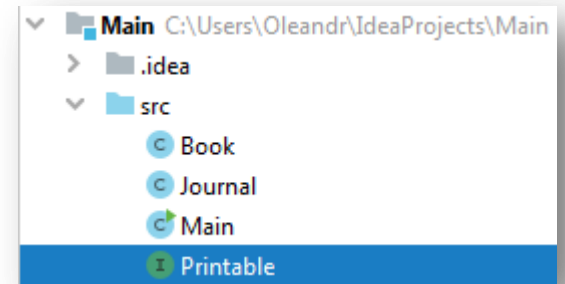 Main C:\Users\Oleandr\IdeaProjects\Main
.idea
src
C Book
C Journal
C Main
I Printable